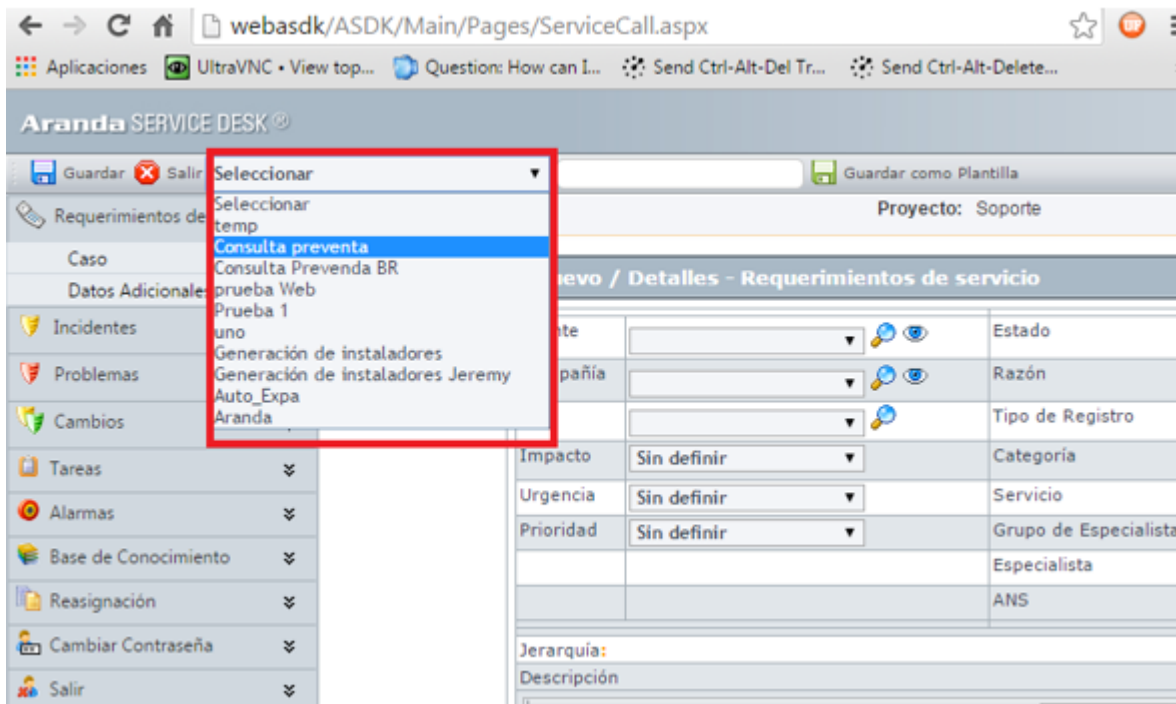 webasdk/ASDK/Main/Pages/ServiceCall.aspx
Aplicaciones UltraVNC • View top... Question: How can I... Send Ctrl-Alt-Del Tr... Send Ctrl-Alt-Delete...
Aranda SERVICE DESK ®
Guardar Salir Seleccionar Guardar como Plantilla
Seleccionar
temp
Consulta preventa
Consulta Prevenda BR
prueba Web
Prueba 1
uno
Generación de instaladores
Generación de instaladores Jeremy
Auto_Expa
Aranda
Requerimientos de
Caso
Datos Adicionales
Incidentes
Problemas
Cambios
Tareas
Alarmas
Base de Conocimiento
Reasignación
Cambiar Contraseña
Salir
Proyecto: Soporte
evo / Detalles - Requerimientos de servicio
te Estado
pañía Razón
Tipo de Registro
Impacto Sin definir Categoría
Urgencia Sin definir Servicio
Prioridad Sin definir Grupo de Especialista
Especialista
ANS
Jerarquía:
Descripción